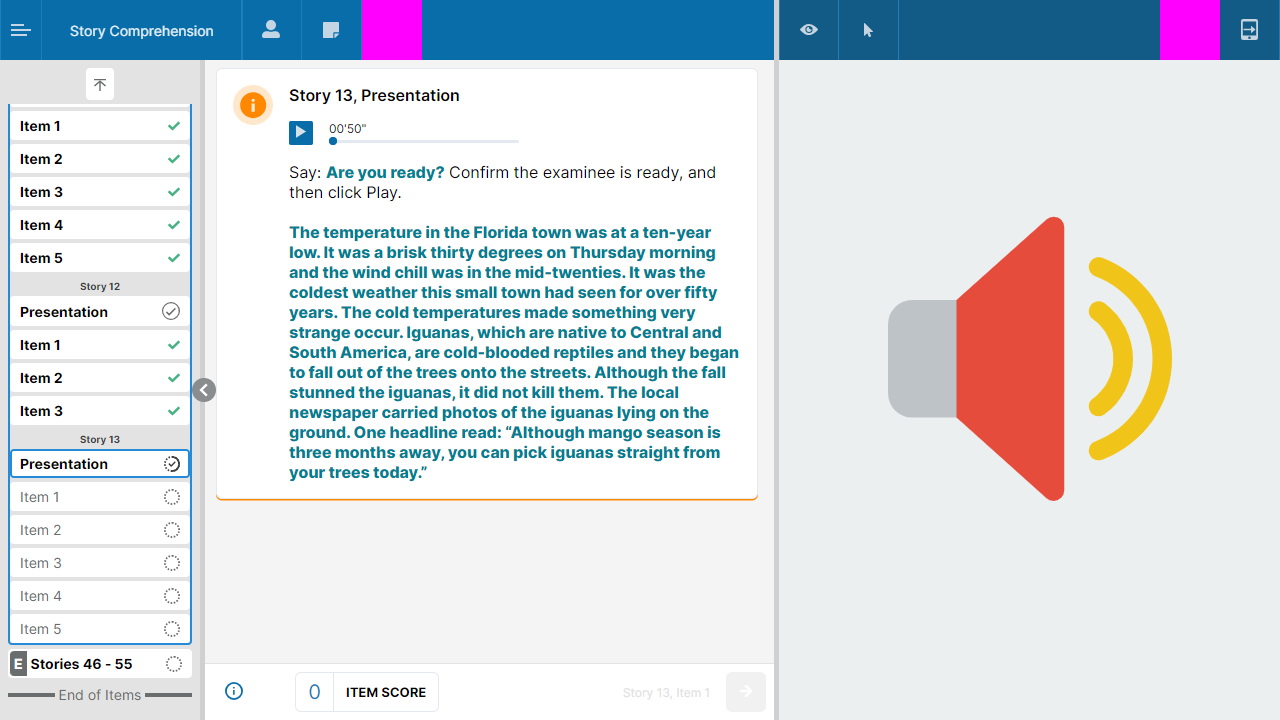 Story Comprehension
Item 1
Item 2
Item 3
Item 4
Item 5
Story 12
Presentation
Item 1
Item 2
Item 3
Story 13
Presentation
Item 1
Item 2
Item 3
Item 4
Item 5
E Stories 46 - 55
End of Items
Story 13, Presentation
00'50"
Say: Are you ready? Confirm the examinee is ready, and
then click Play.
The temperature in the Florida town was at a ten-year
low. It was a brisk thirty degrees on Thursday morning
and the wind chill was in the mid-twenties. It was the
coldest weather this small town had seen for over fifty
years. The cold temperatures made something very
strange occur. Iguanas, which are native to Central and
South America, are cold-blooded reptiles and they began
to fall out of the trees onto the streets. Although the fall
stunned the iguanas, it did not kill them. The local
newspaper carried photos of the iguanas lying on the
ground. One headline read: “Although mango season is
three months away, you can pick iguanas straight from
your trees today.”
0 ITEM SCORE
Story 13, Item 1